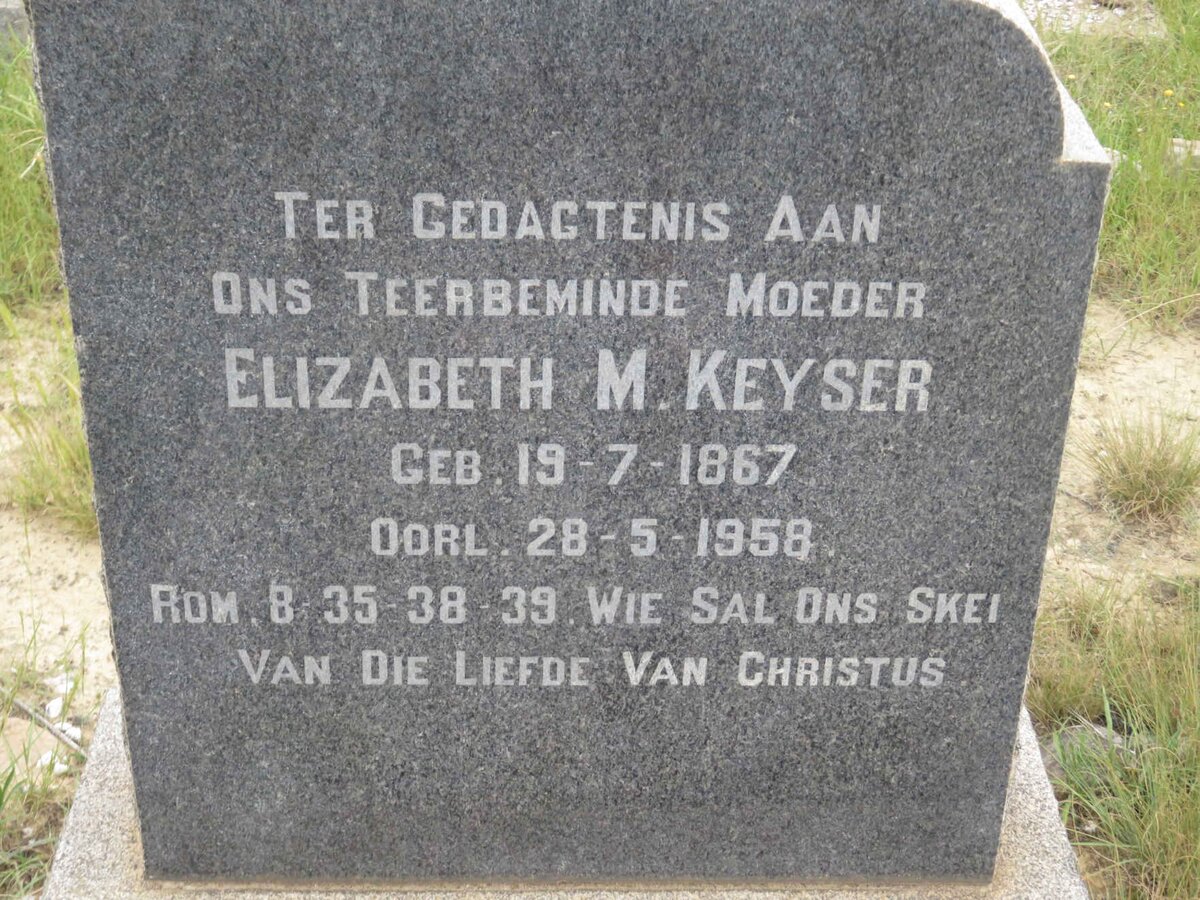 Ter Gedagtenis Aan
Ons Teerbeminde Moeder
Elizabeth M. Keyser
Geb. 19-7-1867.
Oorl. 28-5-1958.
Rom. 8-35-38-39. Wie Sal Ons Skei
Van Die Liefde Van Christus.